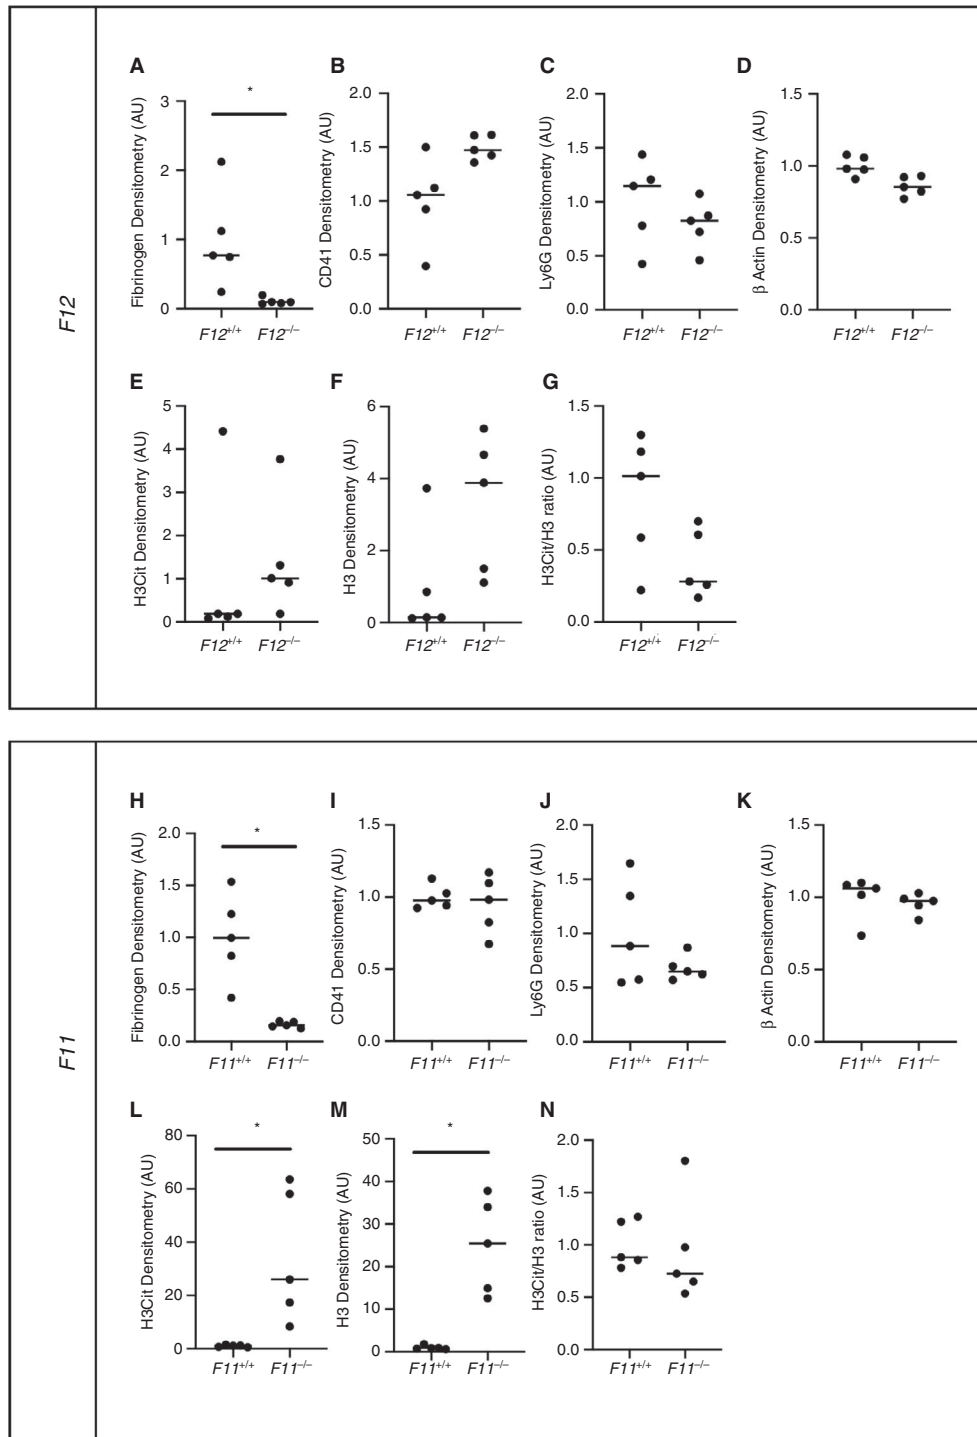 F12
A
B
C
D
Fibrinogen Densitometry (AU)
3
2
1
0
*
F12+/+
F12−/−
CD41 Densitometry (AU)
2.0
1.5
1.0
0.5
0.0
F12+/+
F12−/−
Ly6G Densitometry (AU)
2.0
1.5
1.0
0.5
0.0
F12+/+
F12−/−
β Actin Densitometry (AU)
1.5
1.0
0.5
0.0
F12+/+
F12−/−
E
F
G
H3Cit Densitometry (AU)
5
4
3
2
1
0
F12+/+
F12−/−
H3 Densitometry (AU)
6
4
2
0
F12+/+
F12−/−
H3Cit/H3 ratio (AU)
1.5
1.0
0.5
0.0
F12+/+
F12−/−
F11
H
I
J
K
Fibrinogen Densitometry (AU)
2.0
1.5
1.0
0.5
0.0
*
F11+/+
F11−/−
CD41 Densitometry (AU)
1.5
1.0
0.5
0.0
F11+/+
F11−/−
Ly6G Densitometry (AU)
2.0
1.5
1.0
0.5
0.0
F11+/+
F11−/−
β Actin Densitometry (AU)
1.5
1.0
0.5
0.0
F11+/+
F11−/−
L
M
N
H3Cit Densitometry (AU)
80
60
40
20
0
*
F11+/+
F11−/−
H3 Densitometry (AU)
50
40
30
20
10
0
*
F11+/+
F11−/−
H3Cit/H3 ratio (AU)
2.0
1.5
1.0
0.5
0.0
F11+/+
F11−/−